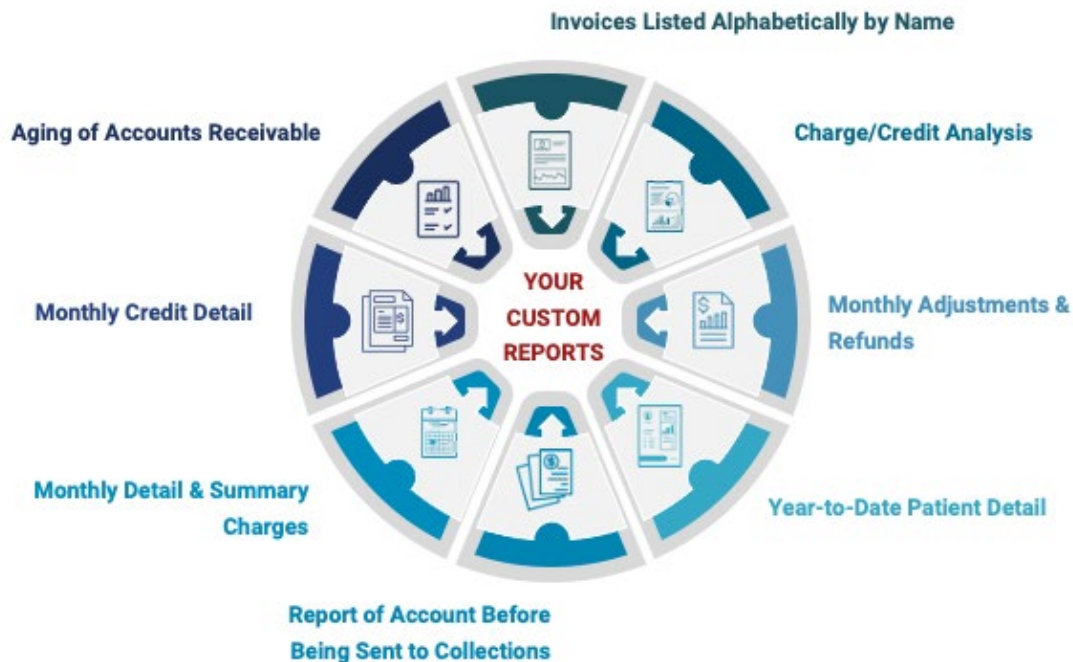 Invoices Listed Alphabetically by Name
Aging of Accounts Receivable
Charge/Credit Analysis
Monthly Credit Detail
YOUR
CUSTOM
REPORTS
Monthly Adjustments &
Refunds
Monthly Detail & Summary
Charges
Year-to-Date Patient Detail
Report of Account Before
Being Sent to Collections